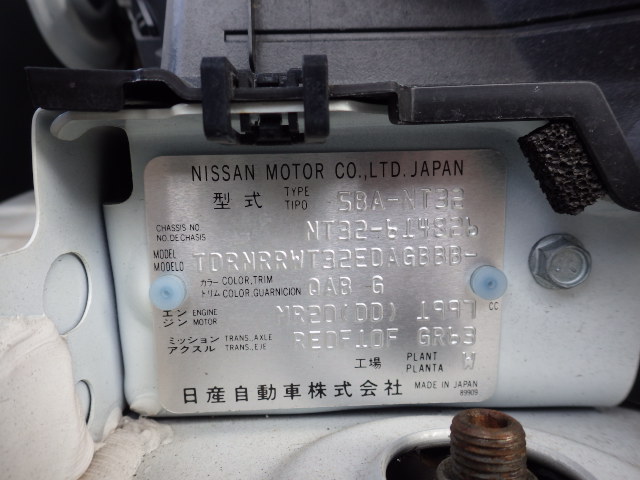 NISSAN MOTOR CO.,LTD. JAPAN
型式 TYPE TIPO 5BA-NT32
CHASSIS NO. NO.DE CHASIS NT32-614526
MODEL MODELO TDRNRRWT32EDAGBBB-
カラー COLOR,TRIM トリム COLOR,GUARNICION QAB G
エンジン ENGINE MOTOR MR20(DD) 1997 cc
ミッション アクスル TRANS.,AXLE TRANS.,EJE RE0F10F GR63
工場 PLANT PLANTA W
日産自動車株式会社 MADE IN JAPAN
89909